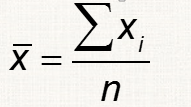 x̄ = ∑xᵢ / n